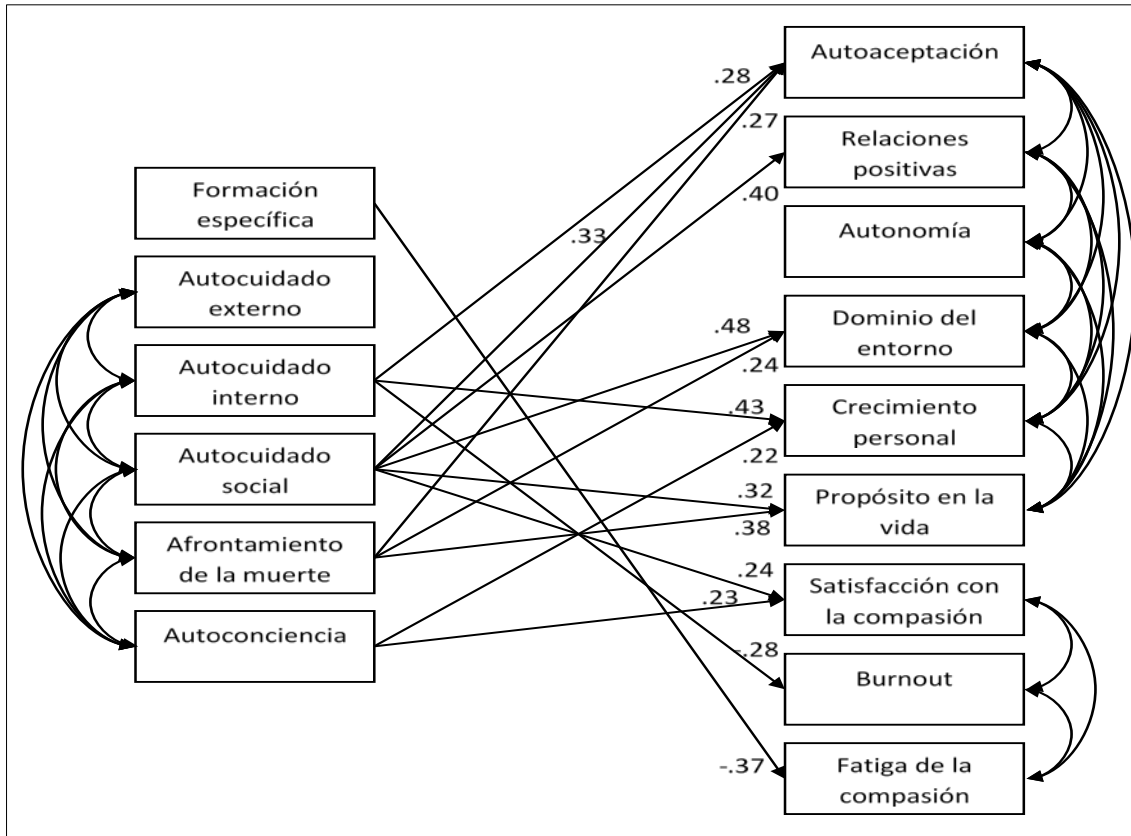 Formación
específica
Autocuidado
externo
Autocuidado
interno
Autocuidado
social
Afrontamiento
de la muerte
Autoconciencia
.28
.27
.40
.33
.48
.24
.43
.22
.32
.38
.24
.23
-.28
-.37
Autoaceptación
Relaciones
positivas
Autonomía
Dominio del
entorno
Crecimiento
personal
Propósito en la
vida
Satisfacción con
la compasión
Burnout
Fatiga de la
compasión